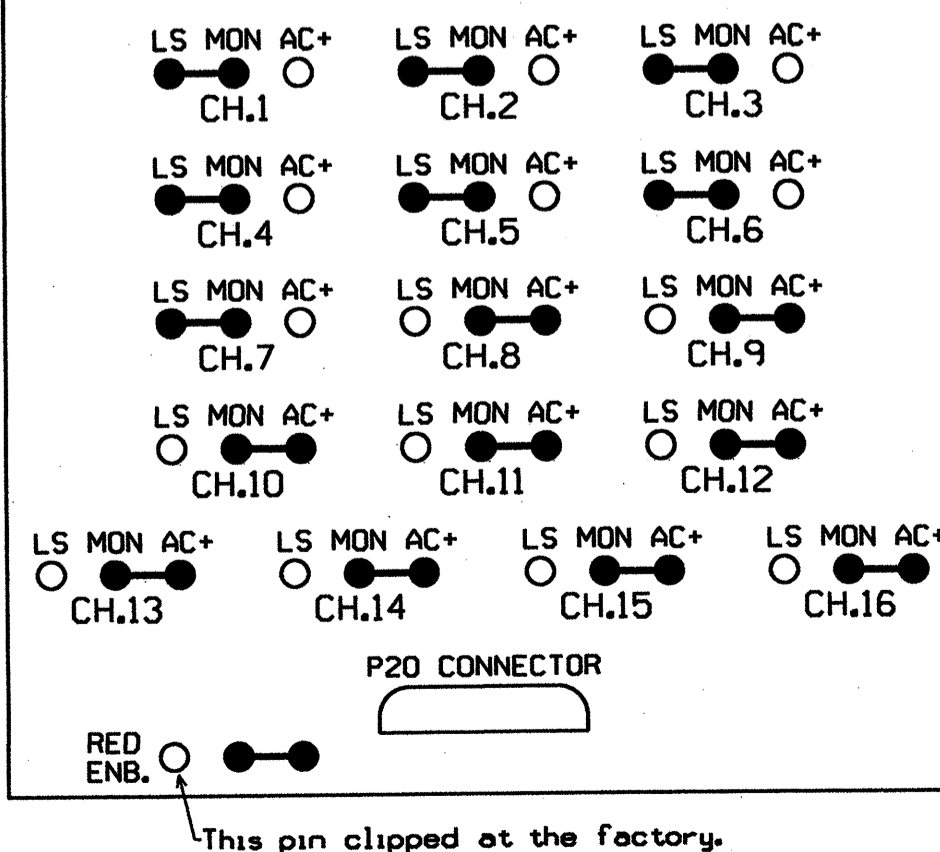 LS MON AC+ LS MON AC+ LS MON AC+
CH.1 CH.2 CH.3
LS MON AC+ LS MON AC+ LS MON AC+
CH.4 CH.5 CH.6
LS MON AC+ LS MON AC+ LS MON AC+
CH.7 CH.8 CH.9
LS MON AC+ LS MON AC+ LS MON AC+
CH.10 CH.11 CH.12
LS MON AC+ LS MON AC+ LS MON AC+ LS MON AC+
CH.13 CH.14 CH.15 CH.16
P20 CONNECTOR
RED
ENB.
This pin clipped at the factory.